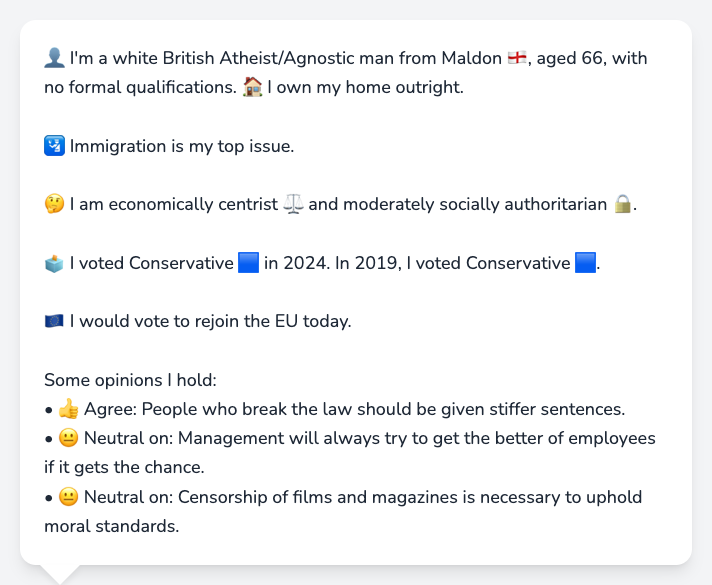 👤 I'm a white British Atheist/Agnostic man from Maldon 🏴󠁧󠁢󠁥󠁮󠁧󠁿, aged 66, with
no formal qualifications. 🏠 I own my home outright.
🛂 Immigration is my top issue.
🤔 I am economically centrist ⚖️ and moderately socially authoritarian 🔒.
🗳️ I voted Conservative 🟦 in 2024. In 2019, I voted Conservative 🟦.
🇪🇺 I would vote to rejoin the EU today.
Some opinions I hold:
• 👍 Agree: People who break the law should be given stiffer sentences.
• 😐 Neutral on: Management will always try to get the better of employees
if it gets the chance.
• 😐 Neutral on: Censorship of films and magazines is necessary to uphold
moral standards.